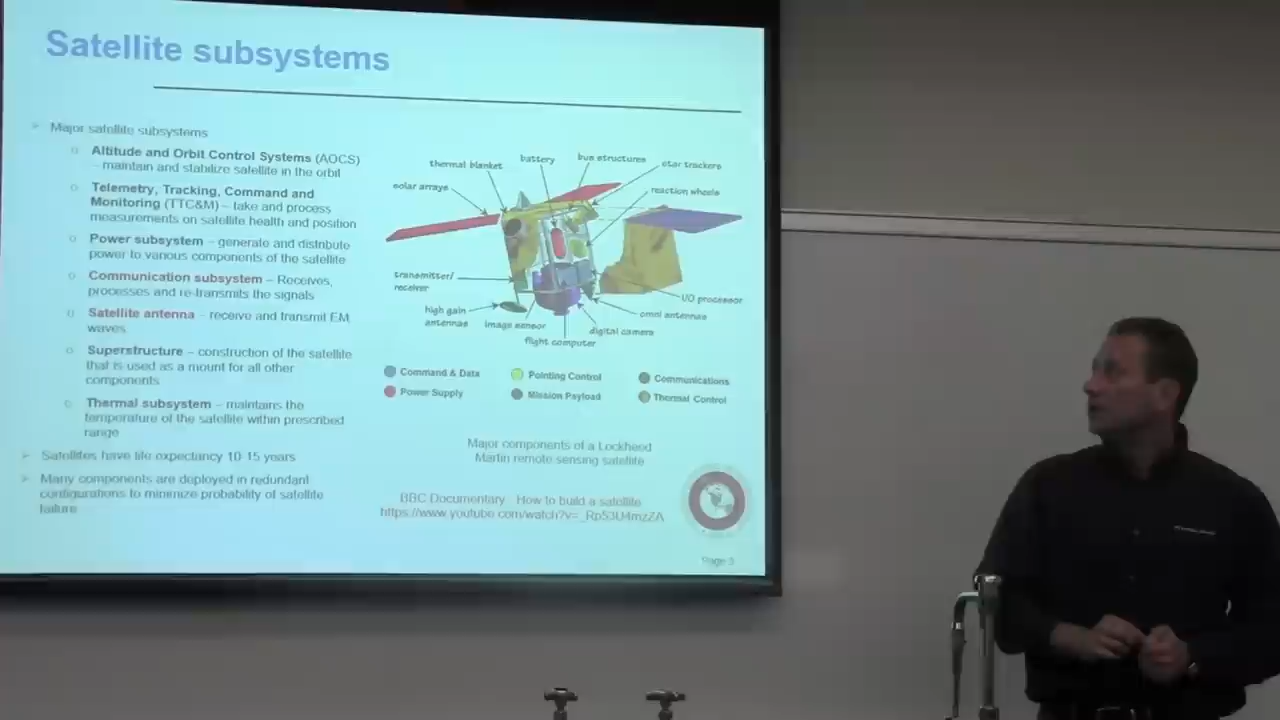 Satellite subsystems
Major satellite subsystems
Altitude and Orbit Control Systems (AOCS)
– maintain and stabilize satellite in the orbit
Telemetry, Tracking, Command and
Monitoring (TTC&M) – take and process
measurements on satellite health and position
Power subsystem – generate and distribute
power to various components of the satellite
Communication subsystem – Receives,
processes and re-transmits the signals
Satellite antenna – receive and transmit EM
waves
Superstructure – construction of the satellite
that is used as a mount for all other
components
Thermal subsystem – maintains the
temperature of the satellite within prescribed
range
Satellites have life expectancy 10-15 years
Many components are deployed in redundant
configurations to minimize probability of satellite
failure
thermal blanket
battery
bus structures
star trackers
solar arrays
reaction wheels
transmitter/
receiver
I/O processor
high gain
antennas
image sensor
omni antennas
digital camera
flight computer
Command & Data
Pointing Control
Communications
Power Supply
Mission Payload
Thermal Control
Major components of a Lockheed
Martin remote sensing satellite
BBC Documentary: How to build a satellite
https://www.youtube.com/watch?v=
Page 3